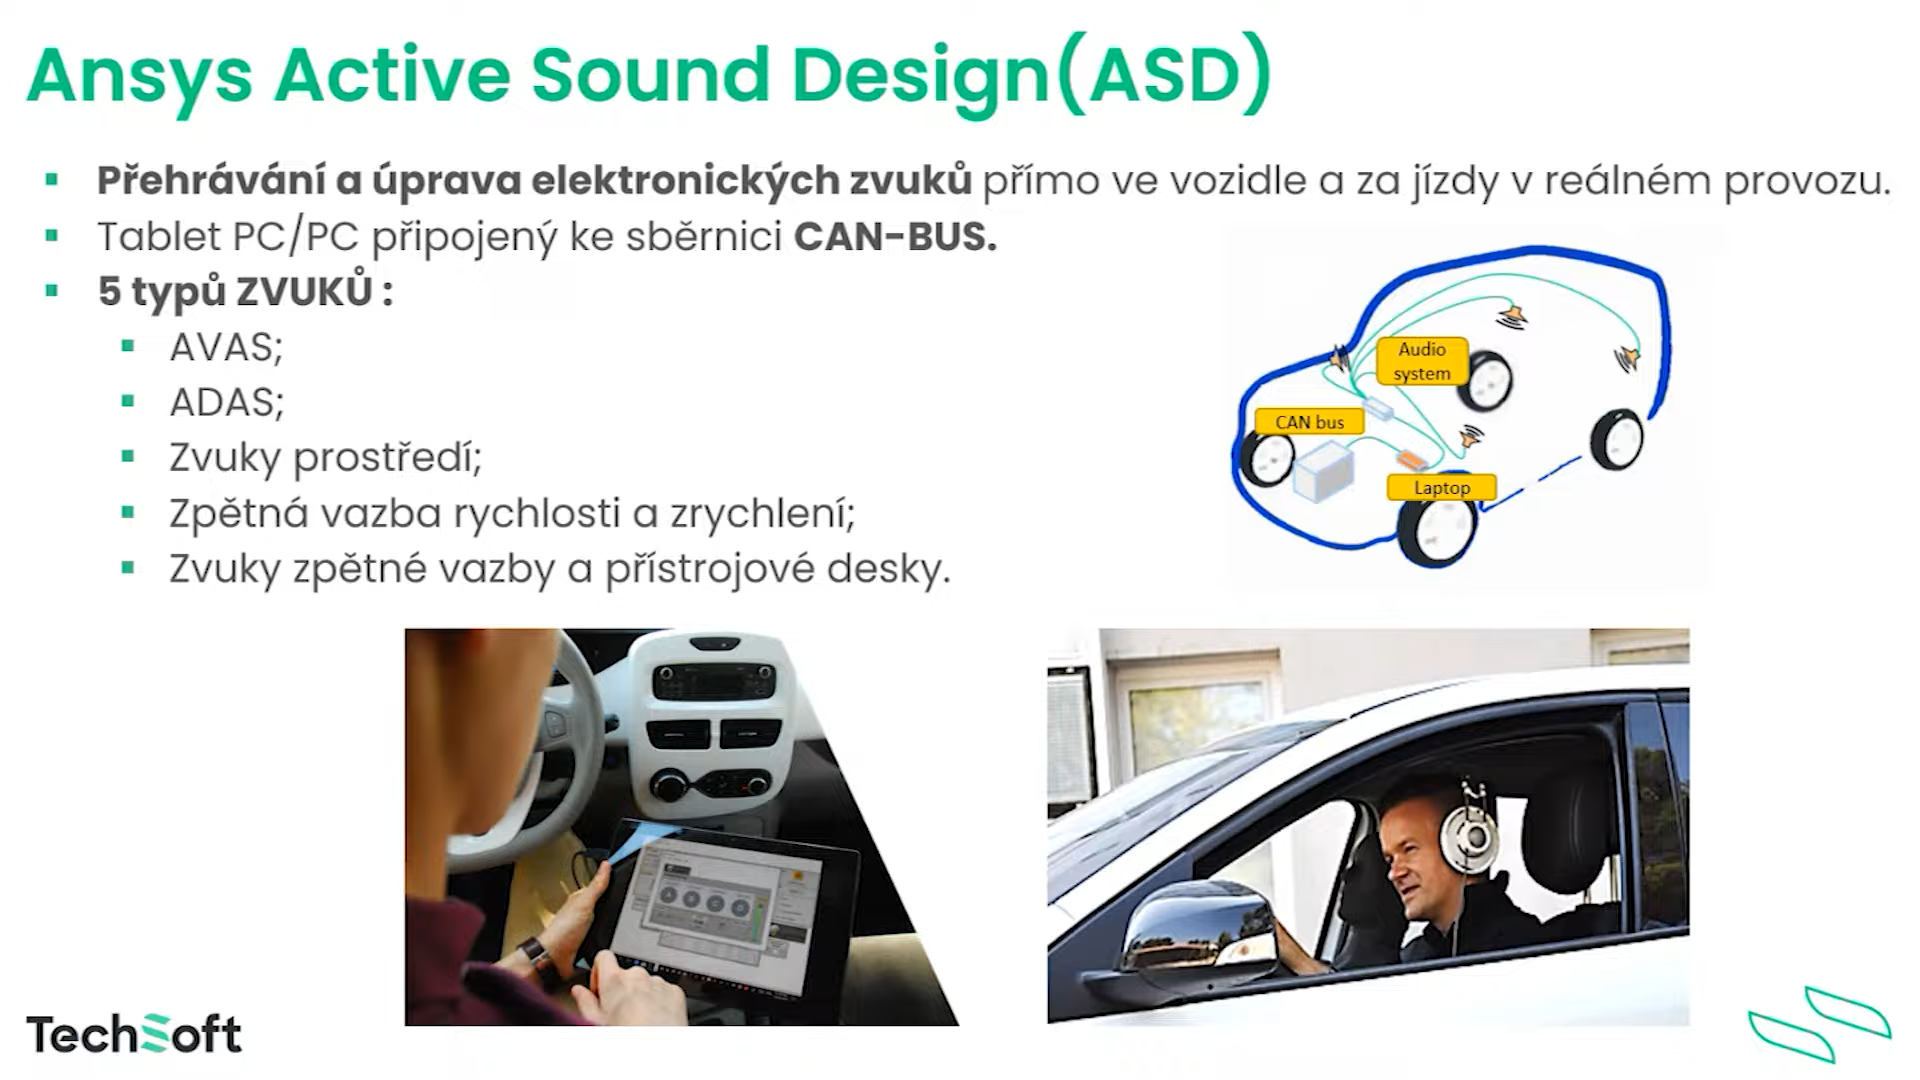 Ansys Active Sound Design(ASD)
Přehrávání a úprava elektronických zvuků přímo ve vozidle a za jízdy v reálném provozu.
Tablet PC/PC připojený ke sběrnici CAN-BUS.
5 typů ZVUKŮ :
AVAS;
ADAS;
Zvuky prostředí;
Zpětná vazba rychlosti a zrychlení;
Zvuky zpětné vazby a přístrojové desky.
Audio
system
CAN bus
Laptop
TechSoft